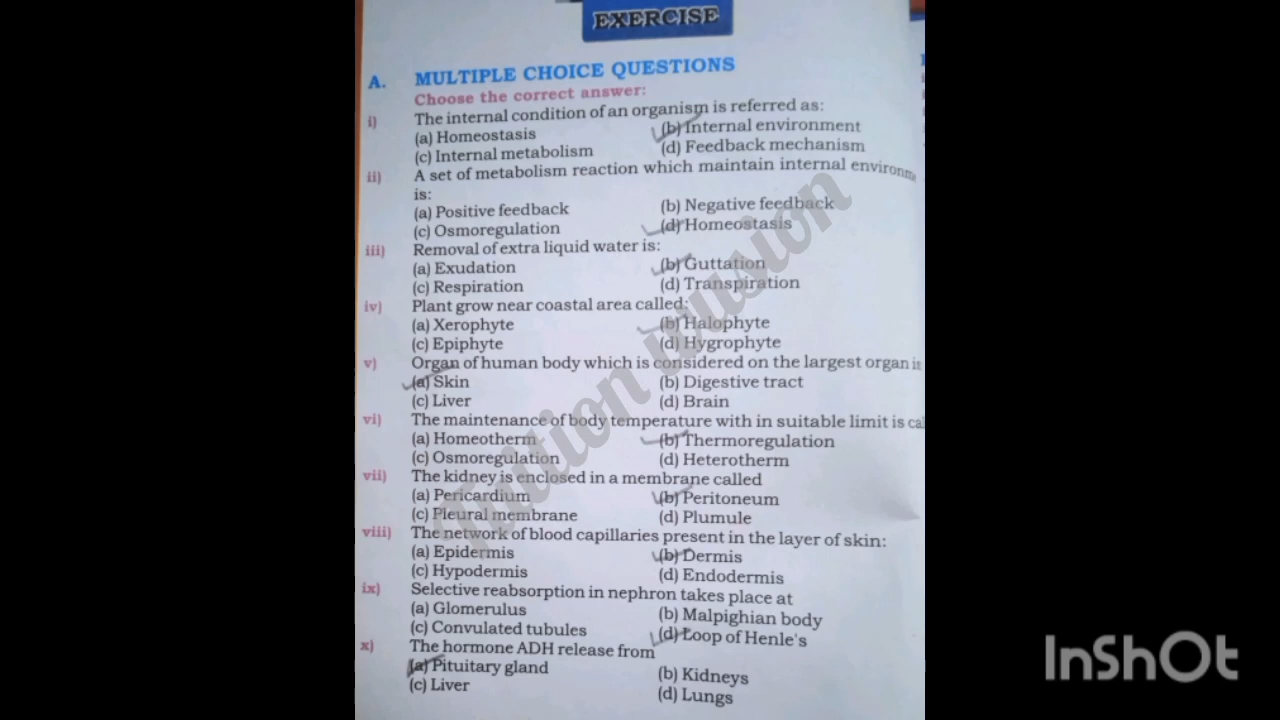 EXERCISE
A. MULTIPLE CHOICE QUESTIONS
Choose the correct answer:
i) The internal condition of an organism is referred as:
(a) Homeostasis (b) Internal environment
(c) Internal metabolism (d) Feedback mechanism
ii) A set of metabolism reaction which maintain internal environme
is:
(a) Positive feedback (b) Negative feedback
(c) Osmoregulation (d) Homeostasis
iii) Removal of extra liquid water is:
(a) Exudation (b) Guttation
(c) Respiration (d) Transpiration
iv) Plant grow near coastal area called:
(a) Xerophyte (b) Halophyte
(c) Epiphyte (d) Hygrophyte
v) Organ of human body which is considered on the largest organ is
(a) Skin (b) Digestive tract
(c) Liver (d) Brain
vi) The maintenance of body temperature with in suitable limit is cal
(a) Homeotherm (b) Thermoregulation
(c) Osmoregulation (d) Heterotherm
vii) The kidney is enclosed in a membrane called
(a) Pericardium (b) Peritoneum
(c) Pleural membrane (d) Plumule
viii) The network of blood capillaries present in the layer of skin:
(a) Epidermis (b) Dermis
(c) Hypodermis (d) Endodermis
ix) Selective reabsorption in nephron takes place at
(a) Glomerulus (b) Malpighian body
(c) Convulated tubules (d) Loop of Henle's
x) The hormone ADH release from
(a) Pituitary gland (b) Kidneys
(c) Liver (d) Lungs
Tuition wusion
InShOt